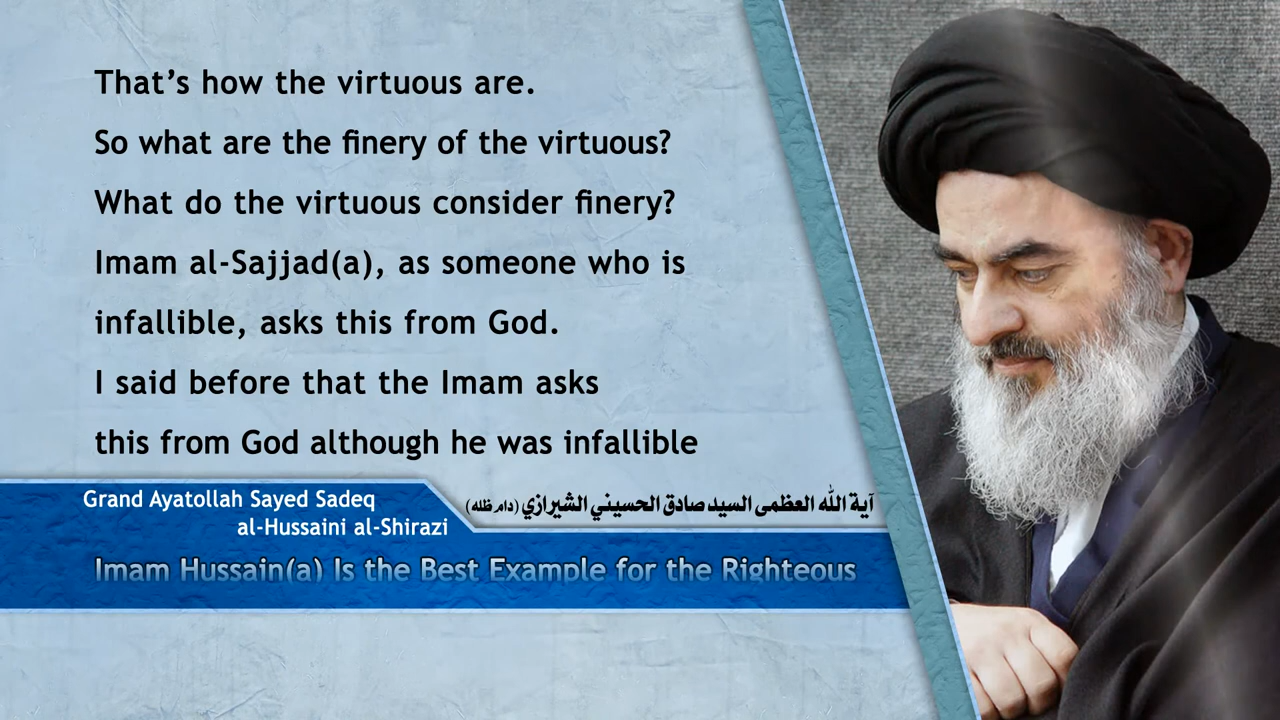 That’s how the virtuous are.
So what are the finery of the virtuous?
What do the virtuous consider finery?
Imam al-Sajjad(a), as someone who is
infallible, asks this from God.
I said before that the Imam asks
this from God although he was infallible
Grand Ayatollah Sayed Sadeq
al-Hussaini al-Shirazi
آية الله العظمى السيد صادق الحسيني الشيرازي (دام ظله)
Imam Hussain(a) Is the Best Example for the Righteous